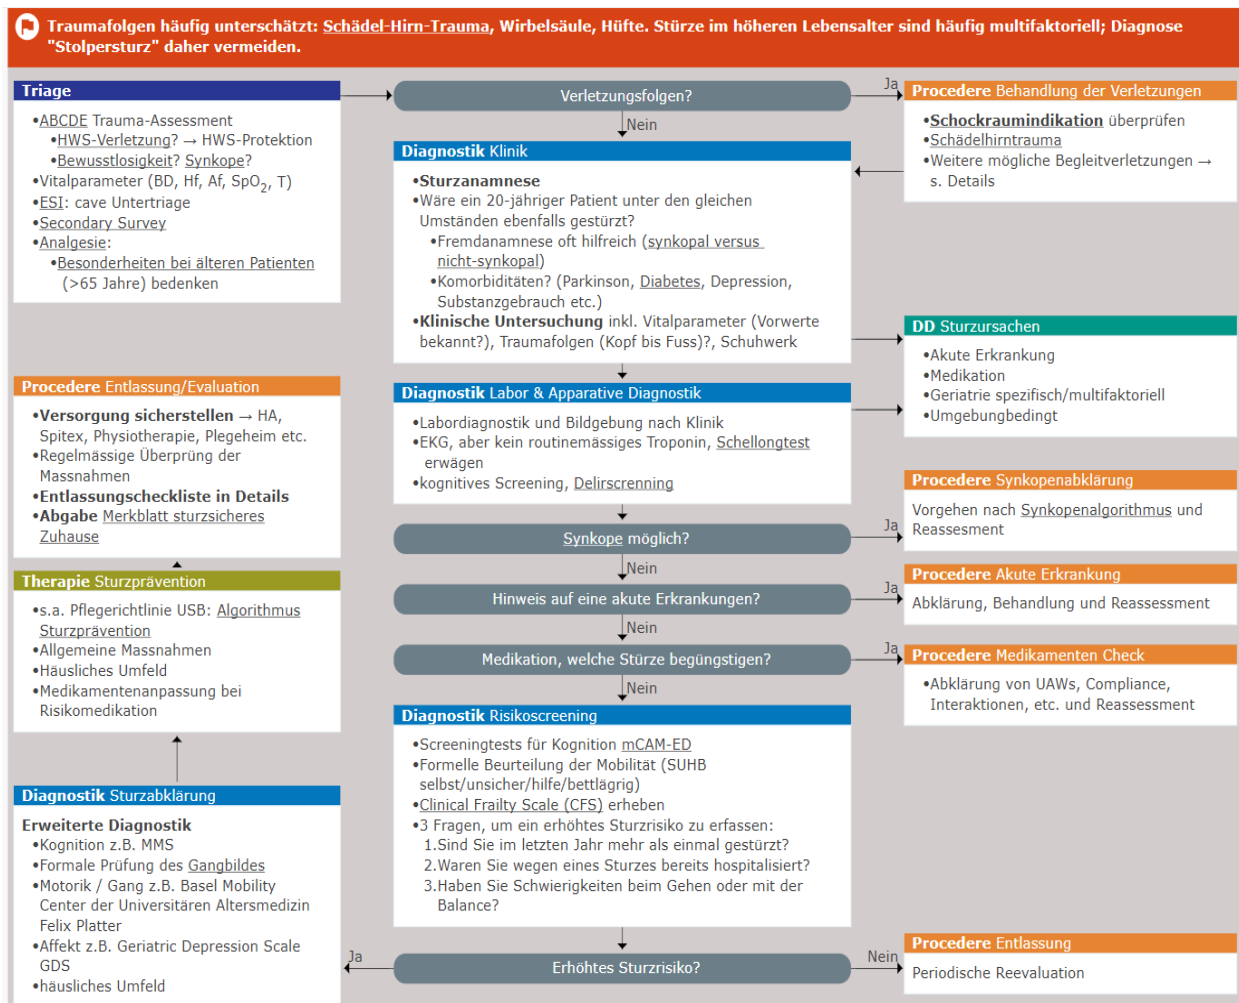 Traumafolgen häufig unterschätzt: Schädel-Hirn-Trauma, Wirbelsäule, Hüfte. Stürze im höheren Lebensalter sind häufig multifaktoriell; Diagnose
"Stolpersturz" daher vermeiden.
Triage
•ABCDE Trauma-Assessment
•HWS-Verletzung? → HWS-Protektion
•Bewusstlosigkeit? Synkope?
•Vitalparameter (BD, Hf, Af, SpO2, T)
•ESI: cave Untertriage
•Secondary Survey
•Analgesie:
•Besonderheiten bei älteren Patienten
(>65 Jahre) bedenken
Verletzungsfolgen?
Ja
Nein
Procedere Behandlung der Verletzungen
•Schockraumindikation überprüfen
•Schädelhirntrauma
•Weitere mögliche Begleitverletzungen →
s. Details
Diagnostik Klinik
•Sturzanamnese
•Wäre ein 20-jähriger Patient unter den gleichen
Umständen ebenfalls gestürzt?
•Fremdanamnese oft hilfreich (synkopal versus
nicht-synkopal)
•Komorbiditäten? (Parkinson, Diabetes, Depression,
Substanzgebrauch etc.)
•Klinische Untersuchung inkl. Vitalparameter (Vorwerte
bekannt?), Traumafolgen (Kopf bis Fuss)?, Schuhwerk
DD Sturzursachen
•Akute Erkrankung
•Medikation
•Geriatrie spezifisch/multifaktoriell
•Umgebungbedingt
Diagnostik Labor & Apparative Diagnostik
•Labordiagnostik und Bildgebung nach Klinik
•EKG, aber kein routinemässiges Troponin, Schellongtest
erwägen
•kognitives Screening, Delirscrenning
Synkope möglich?
Ja
Nein
Procedere Synkopenabklärung
Vorgehen nach Synkopenalgorithmus und
Reassesment
Hinweis auf eine akute Erkrankungen?
Ja
Nein
Procedere Akute Erkrankung
Abklärung, Behandlung und Reassessment
Medikation, welche Stürze begüngstigen?
Ja
Nein
Procedere Medikamenten Check
•Abklärung von UAWs, Compliance,
Interaktionen, etc. und Reassessment
Diagnostik Risikoscreening
•Screeningtests für Kognition mCAM-ED
•Formelle Beurteilung der Mobilität (SUHB
selbst/unsicher/hilfe/bettlägrig)
•Clinical Frailty Scale (CFS) erheben
•3 Fragen, um ein erhöhtes Sturzrisiko zu erfassen:
1.Sind Sie im letzten Jahr mehr als einmal gestürzt?
2.Waren Sie wegen eines Sturzes bereits hospitalisiert?
3.Haben Sie Schwierigkeiten beim Gehen oder mit der
Balance?
Erhöhtes Sturzrisiko?
Ja
Nein
Procedere Entlassung
Periodische Reevaluation
Diagnostik Sturzabklärung
Erweiterte Diagnostik
•Kognition z.B. MMS
•Formale Prüfung des Gangbildes
•Motorik / Gang z.B. Basel Mobility
Center der Universitären Altersmedizin
Felix Platter
•Affekt z.B. Geriatric Depression Scale
GDS
•häusliches Umfeld
Therapie Sturzprävention
•s.a. Pflegerichtlinie USB: Algorithmus
Sturzprävention
•Allgemeine Massnahmen
•Häusliches Umfeld
•Medikamentenanpassung bei
Risikomedikation
Procedere Entlassung/Evaluation
•Versorgung sicherstellen → HA,
Spitex, Physiotherapie, Plegeheim etc.
•Regelmässige Überprüng der
Massnahmen
•Entlassungscheckliste in Details
•Abgabe Merkblatt sturzsicheres
Zuhause